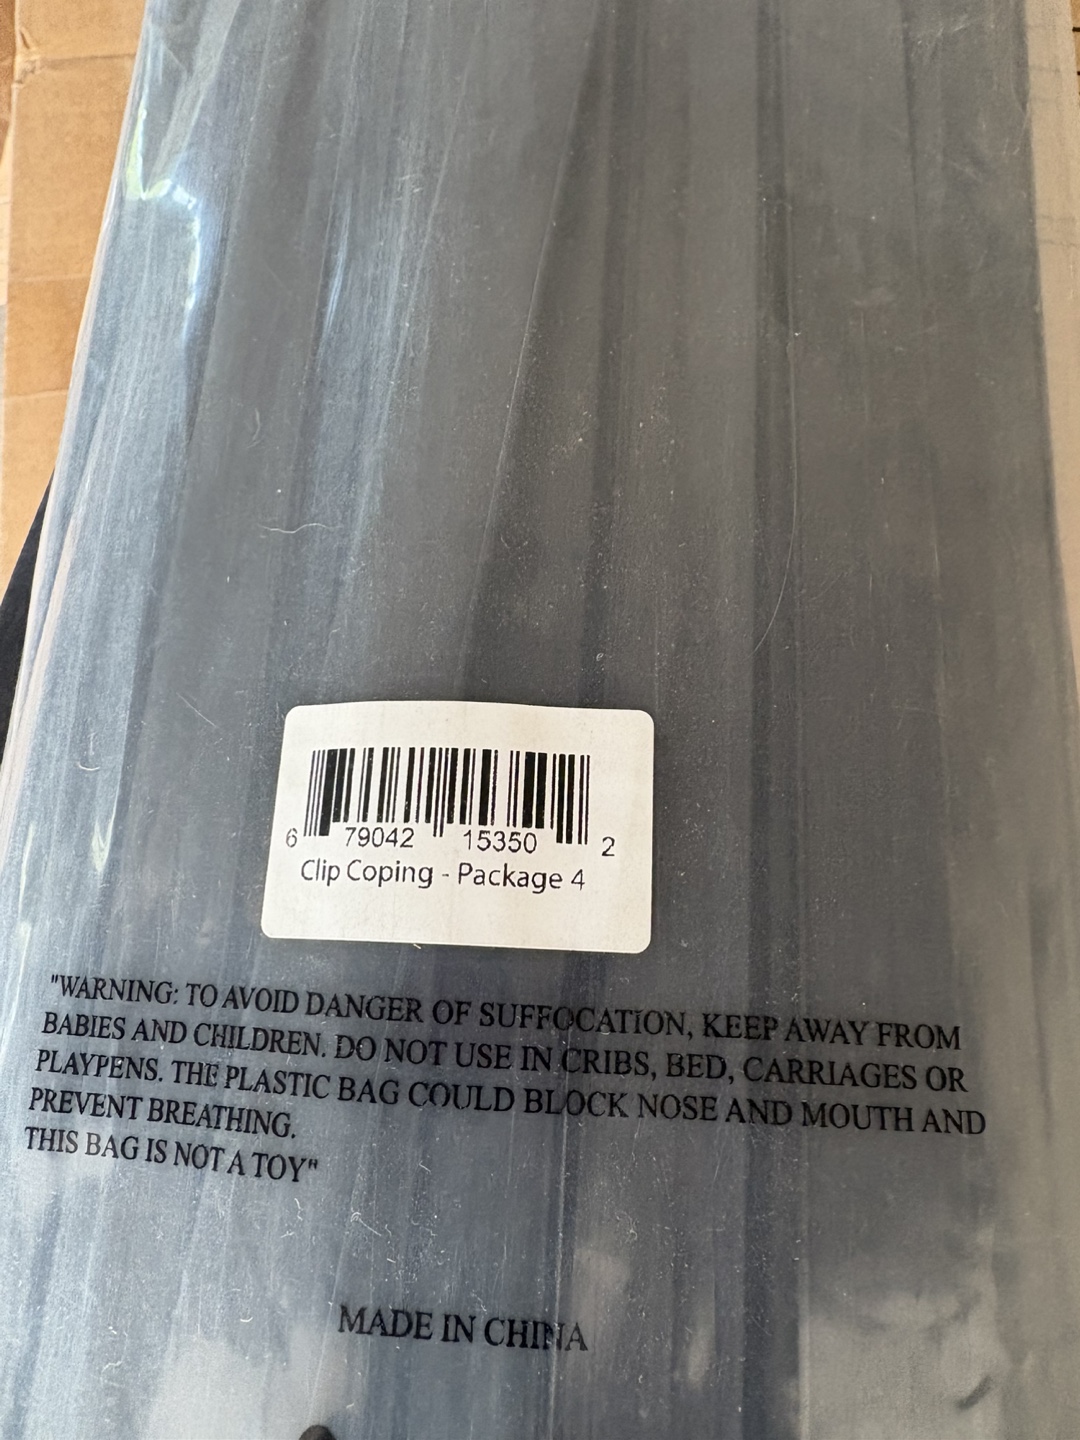 6 79042 15350 2
Clip Coping - Package 4
"WARNING: TO AVOID DANGER OF SUFFOCATION, KEEP AWAY FROM
BABIES AND CHILDREN. DO NOT USE IN CRIBS, BED, CARRIAGES OR
PLAYPENS. THE PLASTIC BAG COULD BLOCK NOSE AND MOUTH AND
PREVENT BREATHING.
THIS BAG IS NOT A TOY"
MADE IN CHINA